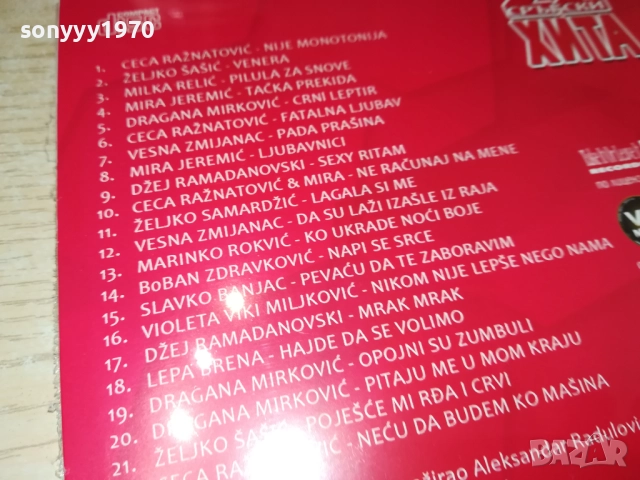 sonyyy1970
COMPACT
СРЪБСКИ
ХИТА
1. CECA RAŽNATOVIĆ - NIJE MONOTONIJA
2. ŽELJKO ŠAŠIĆ - VENERA
3. MILKA RELIĆ - PILULA ZA SNOVE
4. MIRA JEREMIĆ - TAČKA PREKIDA
5. DRAGANA MIRKOVIĆ - CRNI LEPTIR
6. CECA RAŽNATOVIĆ - FATALNA LJUBAV
7. VESNA ZMIJANAC - PADA PRAŠINA
8. MIRA JEREMIĆ - LJUBAVNICI
9. DŽEJ RAMADANOVSKI - SEXY RITAM
10. CECA RAŽNATOVIĆ & MIRA - NE RAČUNAJ NA MENE
11. ŽELJKO SAMARDŽIĆ - LAGALA SI ME
12. VESNA ZMIJANAC - DA SU LAŽI IZAŠLE IZ RAJA
13. MARINKO ROKVIĆ - KO UKRADE NOĆI BOJE
14. BoBAN ZDRAVKOVIĆ - NAPI SE SRCE
15. SLAVKO BANJAC - PEVAĆU DA TE ZABORAVIM
16. VIOLETA VIKI MILJKOVIĆ - NIKOM NIJE LEPŠE NEGO NAMA
17. DŽEJ RAMADANOVSKI - MRAK MRAK
18. LEPA BRENA - HAJDE DA SE VOLIMO
19. DRAGANA MIRKOVIĆ - OPOJNI SU ZUMBULI
20. DRAGANA MIRKOVIĆ - PITAJU ME U MOM KRAJU
21. ŽELJKO ŠAŠIĆ - POJEŠĆE MI RĐA I CRVI
CECA RAŽNATOVIĆ - NEĆU DA BUDEM KO MAŠINA
Aleksandar Radulovi
bazar